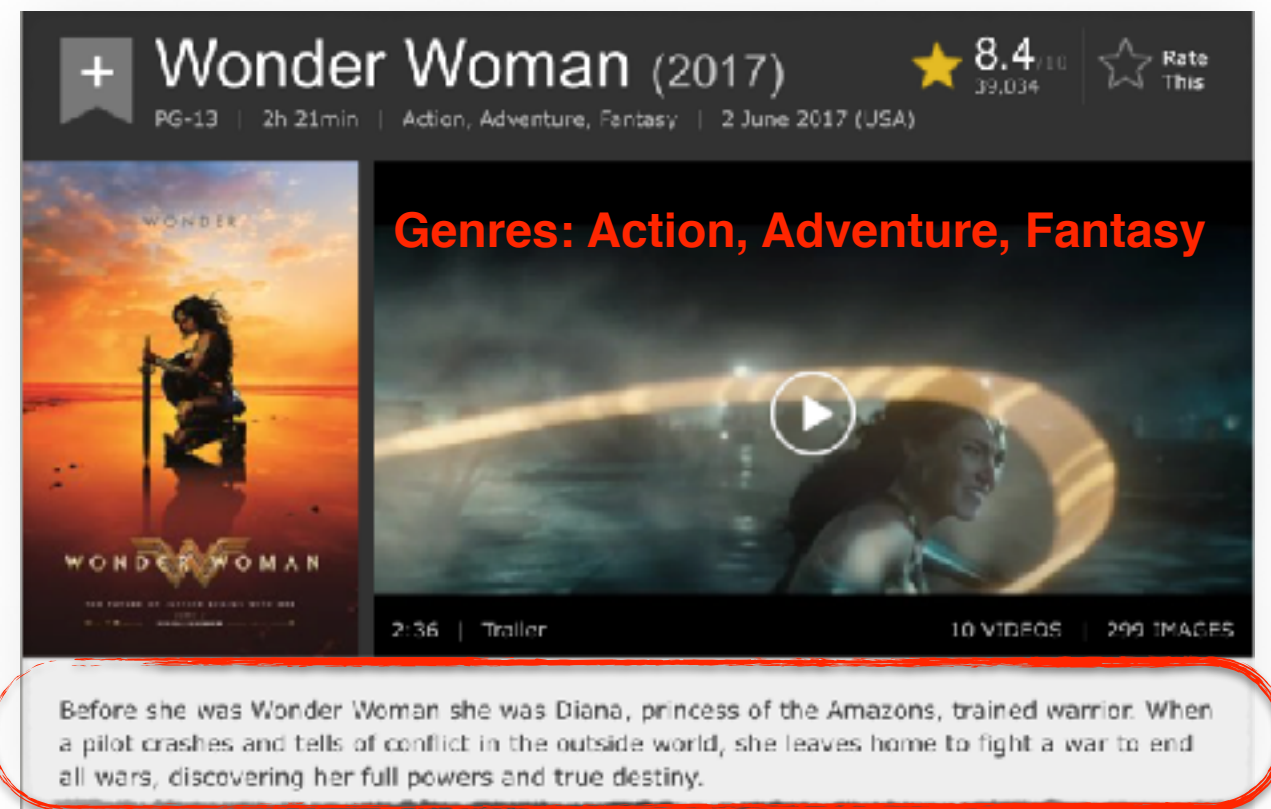 + Wonder Woman (2017)
8.4/10
39,034
Rate
This
PG-13 | 2h 21min | Action, Adventure, Fantasy | 2 June 2017 (USA)
WONDER
WONDER WOMAN
Genres: Action, Adventure, Fantasy
2:36 | Trailer
10 VIDEOS | 299 IMAGES
Before she was Wonder Woman she was Diana, princess of the Amazons, trained warrior. When
a pilot crashes and tells of conflict in the outside world, she leaves home to fight a war to end
all wars, discovering her full powers and true destiny.